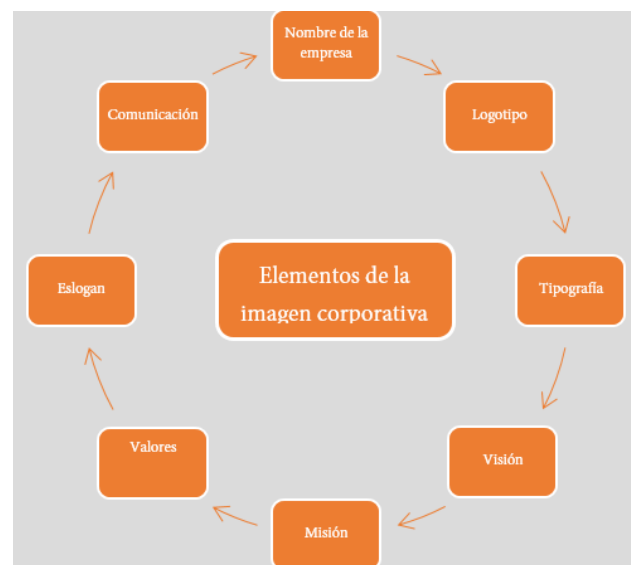 Nombre de la
empresa
Logotipo
Tipografía
Visión
Misión
Valores
Eslogan
Comunicación
Elementos de la
imagen corporativa